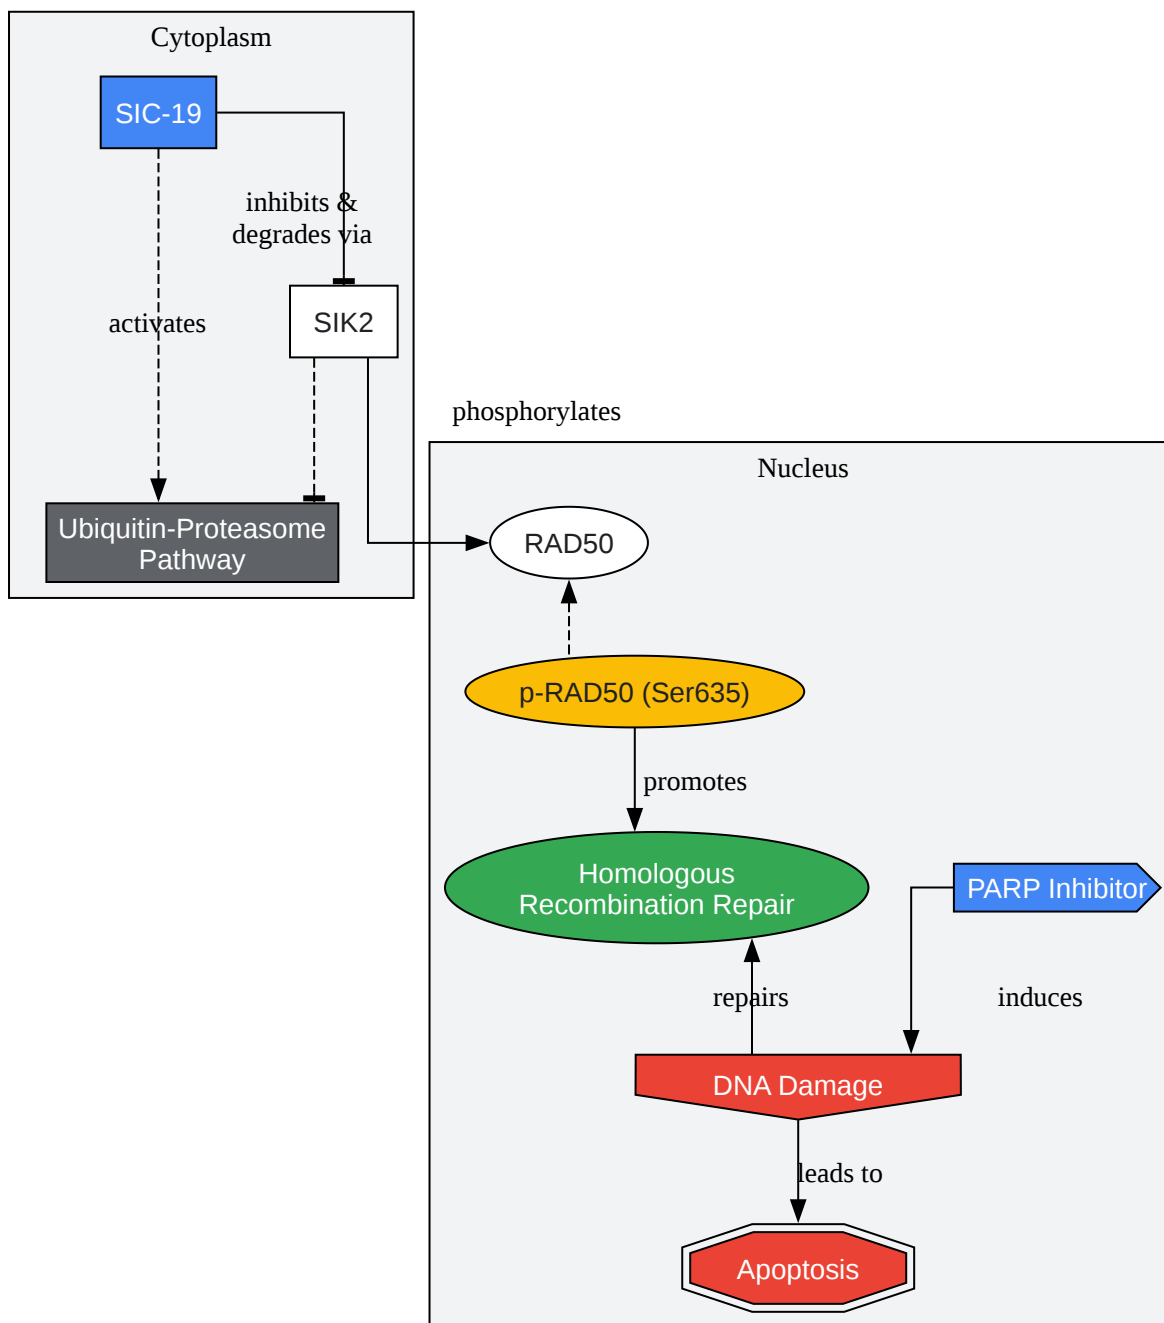 Cytoplasm
SIC-19
inhibits &
degrades via
activates
SIK2
Ubiquitin-Proteasome
Pathway
phosphorylates
Nucleus
RAD50
p-RAD50 (Ser635)
promotes
Homologous
Recombination Repair
PARP Inhibitor
repairs
induces
DNA Damage
leads to
Apoptosis